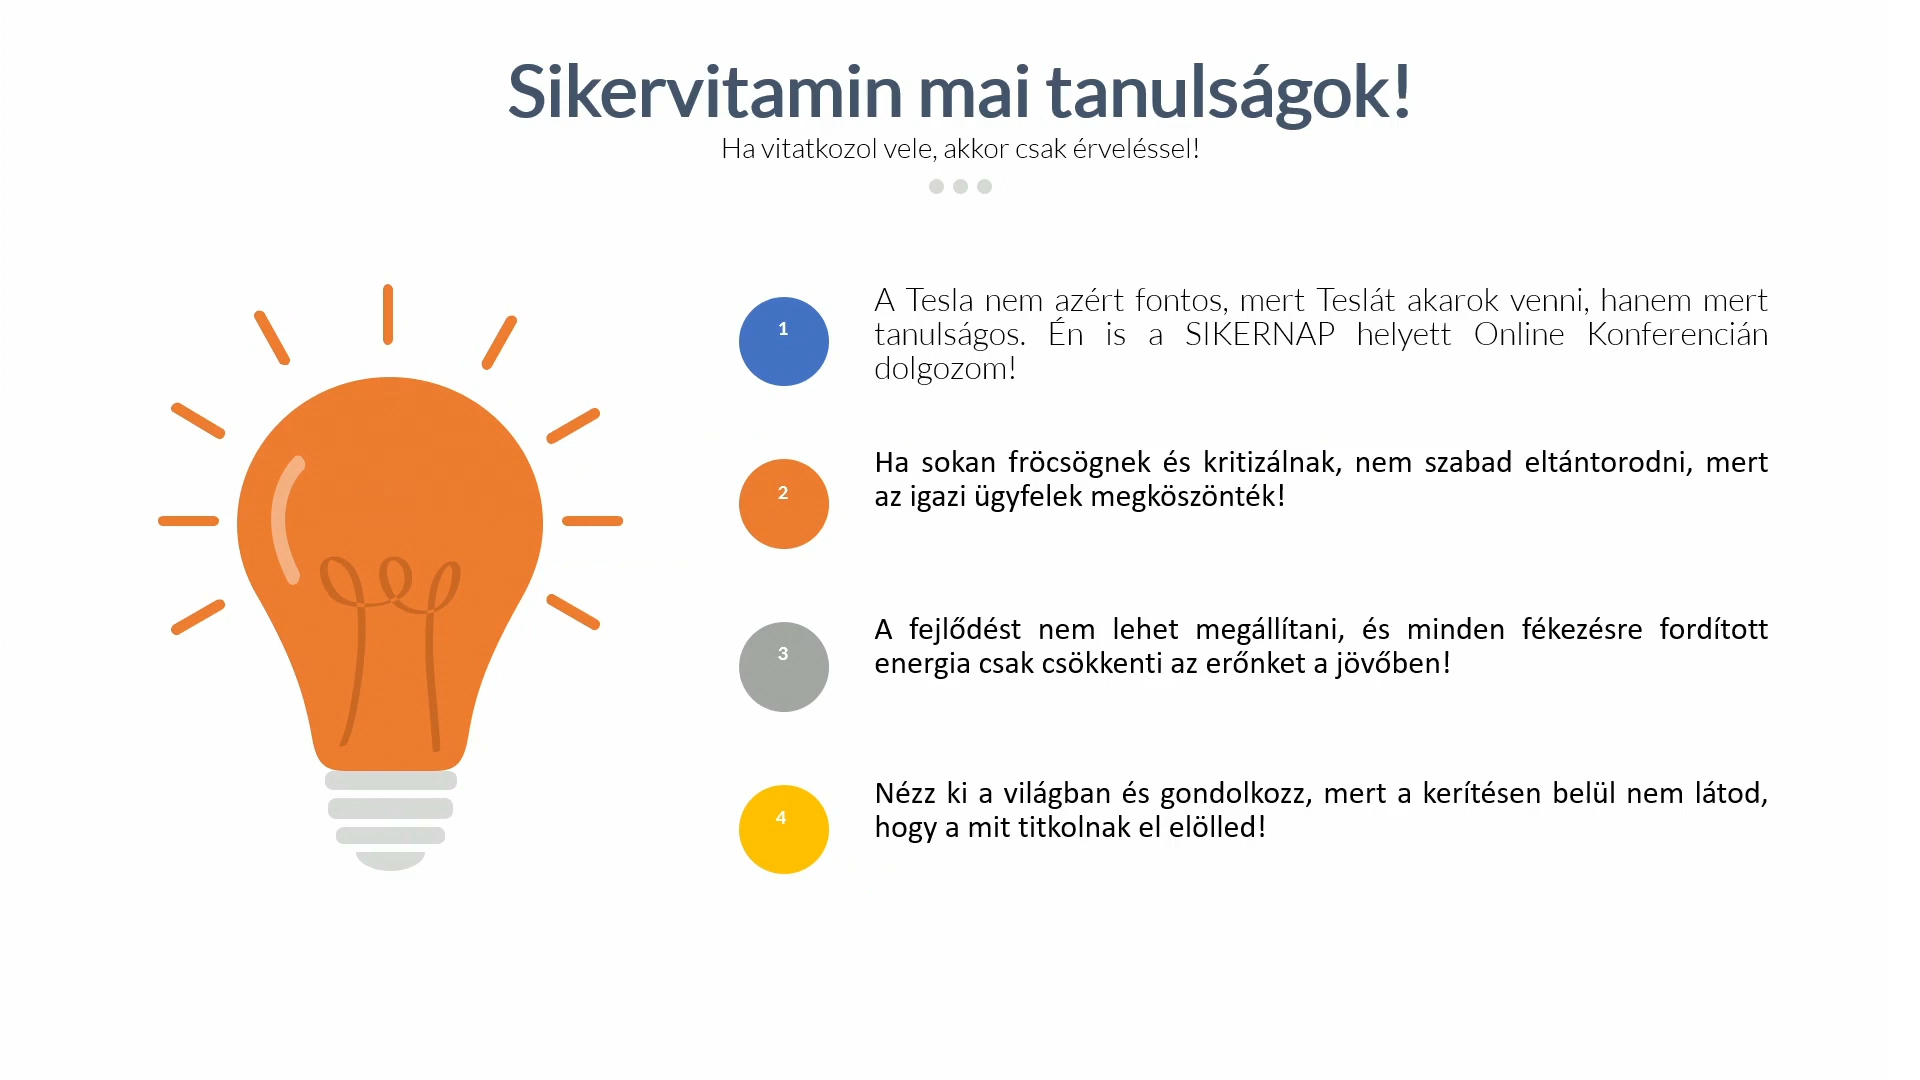 Sikervitamin mai tanulságok!
Ha vitatkozol vele, akkor csak érveléssel!
1
A Tesla nem azért fontos, mert Teslát akarok venni, hanem mert
tanulságos. Én is a SIKERNAP helyett Online Konferencián
dolgozom!
2
Ha sokan fröcsögnek és kritizálnak, nem szabad eltántorodni, mert
az igazi ügyfelek megköszönték!
3
A fejlődést nem lehet megállítani, és minden fékezésre fordított
energia csak csökkenti az erőnket a jövőben!
4
Nézz ki a világban és gondolkozz, mert a kerítésen belül nem látod,
hogy a mit titkolnak el elölled!